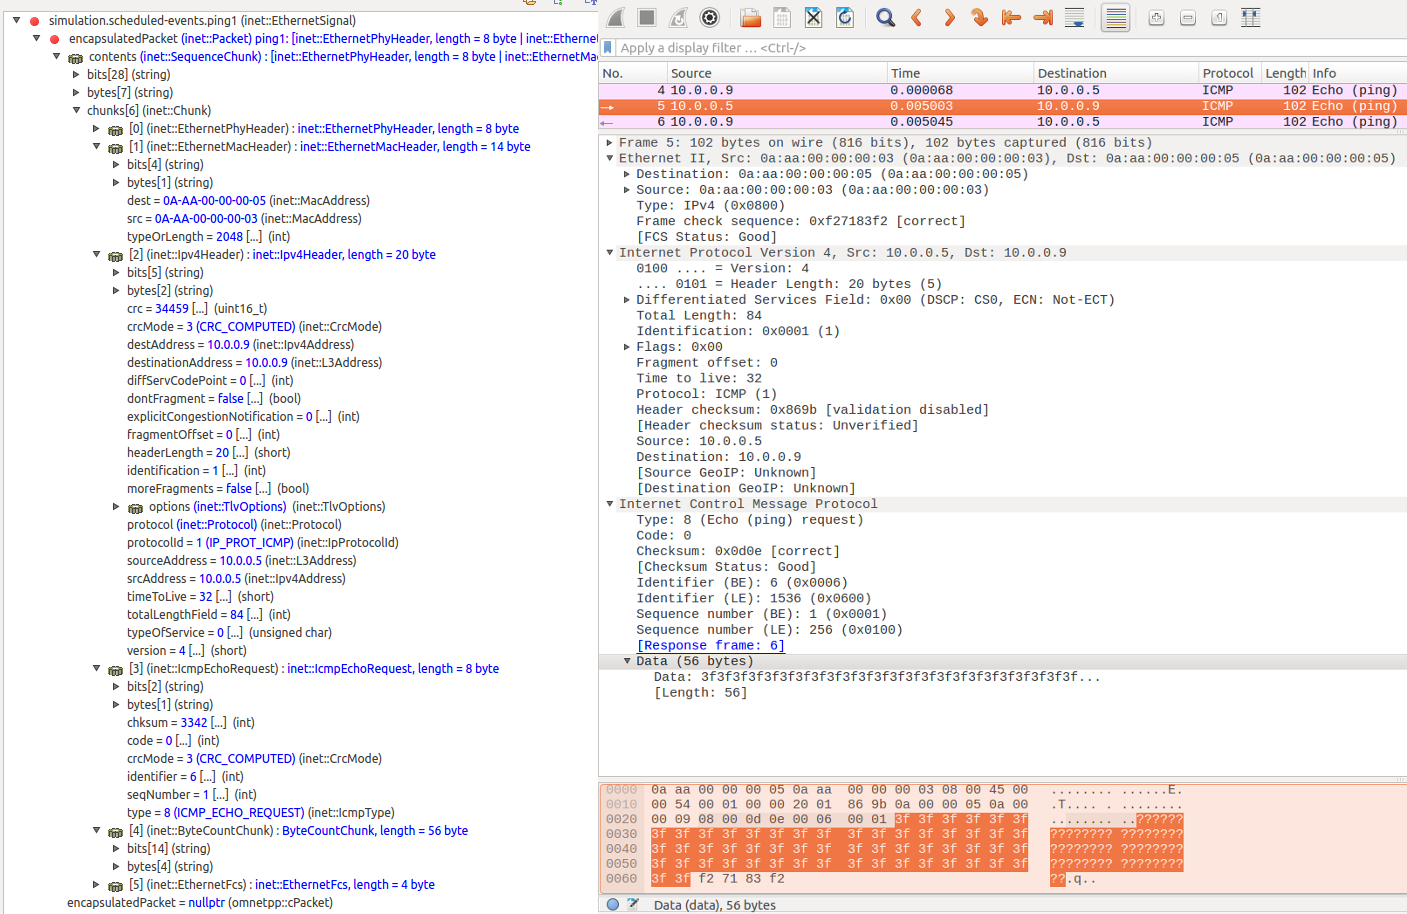 simulation.scheduled-events.ping1 (inet::EthernetSignal)
encapsulatedPacket (inet::Packet) ping1: [inet::EthernetPhyHeader, length = 8 byte | inet::Etherne
contents (inet::SequenceChunk) : [inet::EthernetPhyHeader, length = 8 byte | inet::EthernetMa
bits[28] (string)
bytes[7] (string)
chunks[6] (inet::Chunk)
[0] (inet::EthernetPhyHeader) : inet::EthernetPhyHeader, length = 8 byte
[1] (inet::EthernetMacHeader) : inet::EthernetMacHeader, length = 14 byte
bits[4] (string)
bytes[1] (string)
dest = 0A-AA-00-00-00-05 (inet::MacAddress)
src = 0A-AA-00-00-00-03 (inet::MacAddress)
typeOrLength = 2048 [...] (int)
[2] (inet::Ipv4Header) : inet::Ipv4Header, length = 20 byte
bits[5] (string)
bytes[2] (string)
crc = 34459 [...] (uint16_t)
crcMode = 3 (CRC_COMPUTED) (inet::CrcMode)
destAddress = 10.0.0.9 (inet::Ipv4Address)
destinationAddress = 10.0.0.9 (inet::L3Address)
diffServCodePoint = 0 [...] (int)
dontFragment = false [...] (bool)
explicitCongestionNotification = 0 [...] (int)
fragmentOffset = 0 [...] (int)
headerLength = 20 [...] (short)
identification = 1 [...] (int)
moreFragments = false [...] (bool)
options (inet::TlvOptions) (inet::TlvOptions)
protocol (inet::Protocol) (inet::Protocol)
protocolId = 1 (IP_PROT_ICMP) (inet::IpProtocolId)
sourceAddress = 10.0.0.5 (inet::L3Address)
srcAddress = 10.0.0.5 (inet::Ipv4Address)
timeToLive = 32 [...] (short)
totalLengthField = 84 [...] (int)
typeOfService = 0 [...] (unsigned char)
version = 4 [...] (short)
[3] (inet::IcmpEchoRequest) : inet::IcmpEchoRequest, length = 8 byte
bits[2] (string)
bytes[1] (string)
chksum = 3342 [...] (int)
code = 0 [...] (int)
crcMode = 3 (CRC_COMPUTED) (inet::CrcMode)
identifier = 6 [...] (int)
seqNumber = 1 [...] (int)
type = 8 (ICMP_ECHO_REQUEST) (inet::IcmpType)
[4] (inet::ByteCountChunk) : ByteCountChunk, length = 56 byte
bits[14] (string)
bytes[4] (string)
[5] (inet::EthernetFcs) : inet::EthernetFcs, length = 4 byte
encapsulatedPacket = nullptr (omnetpp::cPacket)
Apply a display filter ... <Ctrl-/>
No. Source Time Destination Protocol Length Info
4 10.0.0.9 0.000068 10.0.0.5 ICMP 102 Echo (ping)
5 10.0.0.5 0.005003 10.0.0.9 ICMP 102 Echo (ping)
6 10.0.0.9 0.005045 10.0.0.5 ICMP 102 Echo (ping)
Frame 5: 102 bytes on wire (816 bits), 102 bytes captured (816 bits)
Ethernet II, Src: 0a:aa:00:00:00:03 (0a:aa:00:00:00:03), Dst: 0a:aa:00:00:00:05 (0a:aa:00:00:00:05)
Destination: 0a:aa:00:00:00:05 (0a:aa:00:00:00:05)
Source: 0a:aa:00:00:00:03 (0a:aa:00:00:00:03)
Type: IPv4 (0x0800)
Frame check sequence: 0xf27183f2 [correct]
[FCS Status: Good]
Internet Protocol Version 4, Src: 10.0.0.5, Dst: 10.0.0.9
0100 .... = Version: 4
.... 0101 = Header Length: 20 bytes (5)
Differentiated Services Field: 0x00 (DSCP: CS0, ECN: Not-ECT)
Total Length: 84
Identification: 0x0001 (1)
Flags: 0x00
Fragment offset: 0
Time to live: 32
Protocol: ICMP (1)
Header checksum: 0x869b [validation disabled]
[Header checksum status: Unverified]
Source: 10.0.0.5
Destination: 10.0.0.9
[Source GeoIP: Unknown]
[Destination GeoIP: Unknown]
Internet Control Message Protocol
Type: 8 (Echo (ping) request)
Code: 0
Checksum: 0x0d0e [correct]
[Checksum Status: Good]
Identifier (BE): 6 (0x0006)
Identifier (LE): 1536 (0x0600)
Sequence number (BE): 1 (0x0001)
Sequence number (LE): 256 (0x0100)
[Response frame: 6]
Data (56 bytes)
Data: 3f3f3f3f3f3f3f3f3f3f3f3f3f3f3f3f3f3f3f3f3f3f3f3f...
[Length: 56]
0000 0a aa 00 00 00 05 0a aa 00 00 00 03 08 00 45 00 ........ ......E.
0010 00 54 00 01 00 00 20 01 86 9b 0a 00 00 05 0a 00 .T.... . ........
0020 00 09 08 00 0d 0e 00 06 00 01 3f 3f 3f 3f 3f 3f ........ ..??????
0030 3f 3f 3f 3f 3f 3f 3f 3f 3f 3f 3f 3f 3f 3f 3f 3f ???????? ????????
0040 3f 3f 3f 3f 3f 3f 3f 3f 3f 3f 3f 3f 3f 3f 3f 3f ???????? ????????
0050 3f 3f 3f 3f 3f 3f 3f 3f 3f 3f 3f 3f 3f 3f 3f 3f ???????? ????????
0060 3f 3f f2 71 83 f2 ??.q..
Data (data), 56 bytes